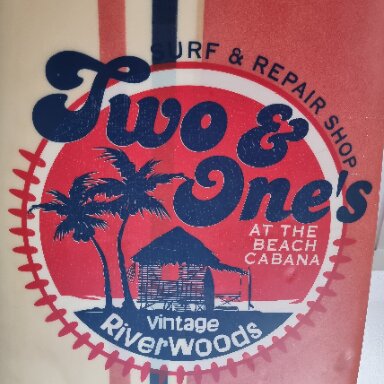 SURF & REPAIR SHOP
Two &
One's
AT THE
BEACH
CABANA
Vintage
RiverWoods